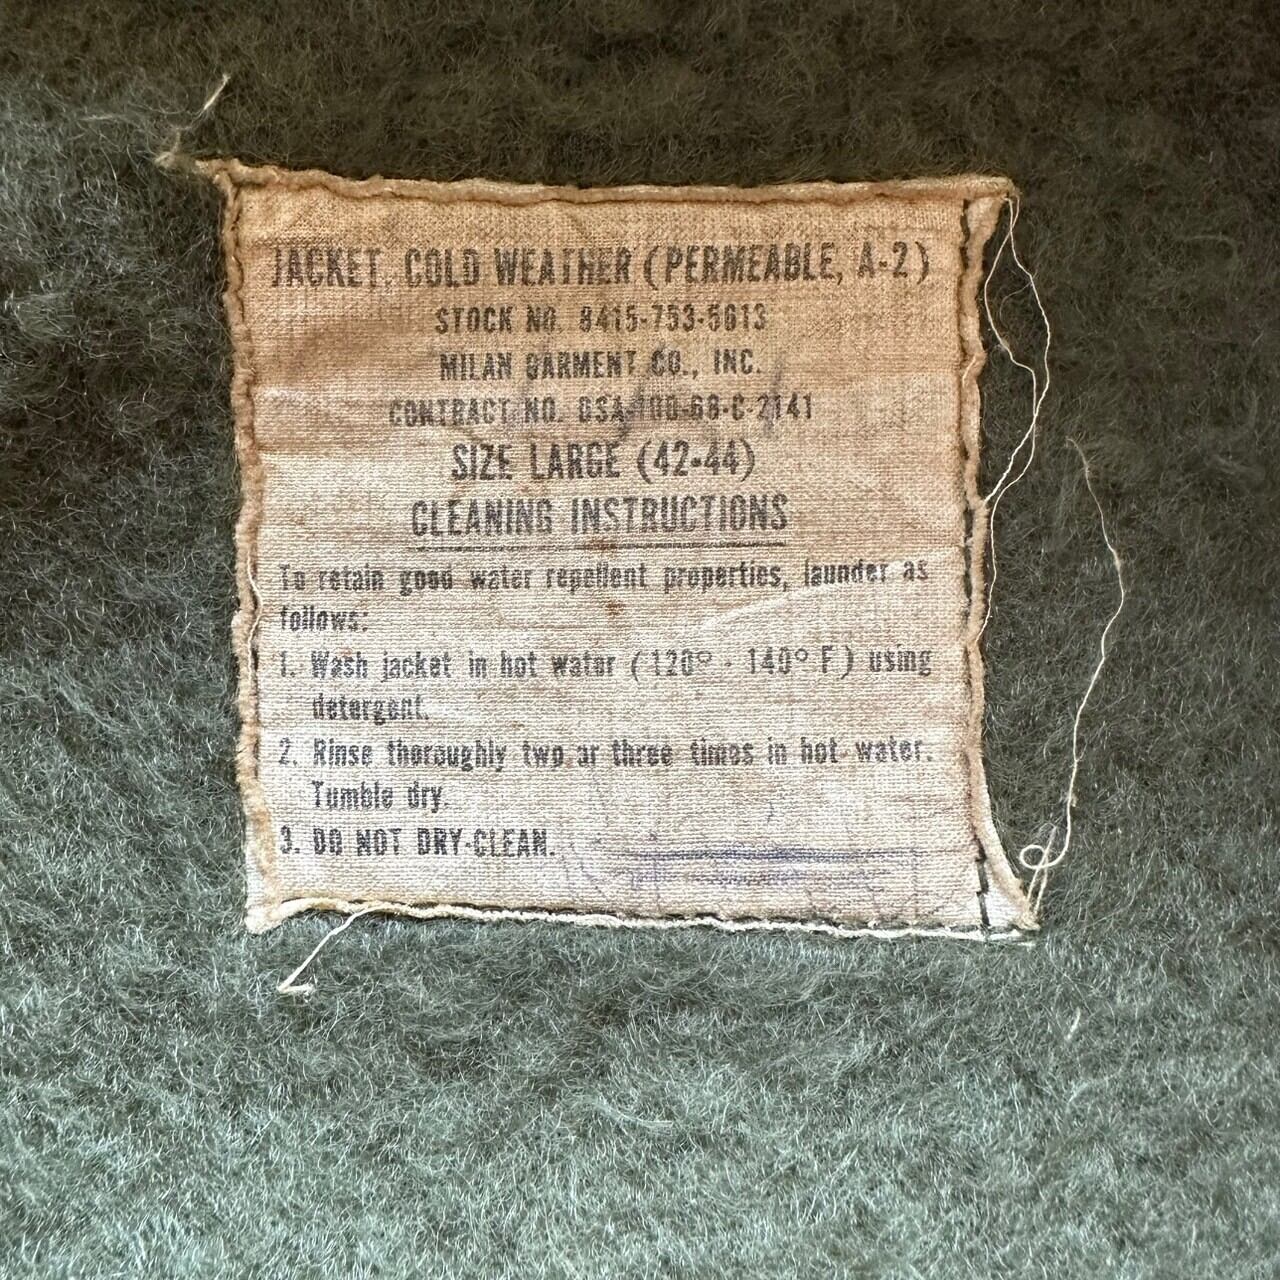 JACKET, COLD WEATHER (PERMEABLE, A-2)
STOCK NO. 8415-753-5613
MILAN GARMENT CO., INC.
CONTRACT NO. DSA-100-68-C-2141
SIZE LARGE (42-44)
CLEANING INSTRUCTIONS
To retain good water repellent properties, launder as
follows:
1. Wash jacket in hot water (120° - 140° F) using
detergent.
2. Rinse thoroughly two or three times in hot water.
Tumble dry.
3. DO NOT DRY-CLEAN.